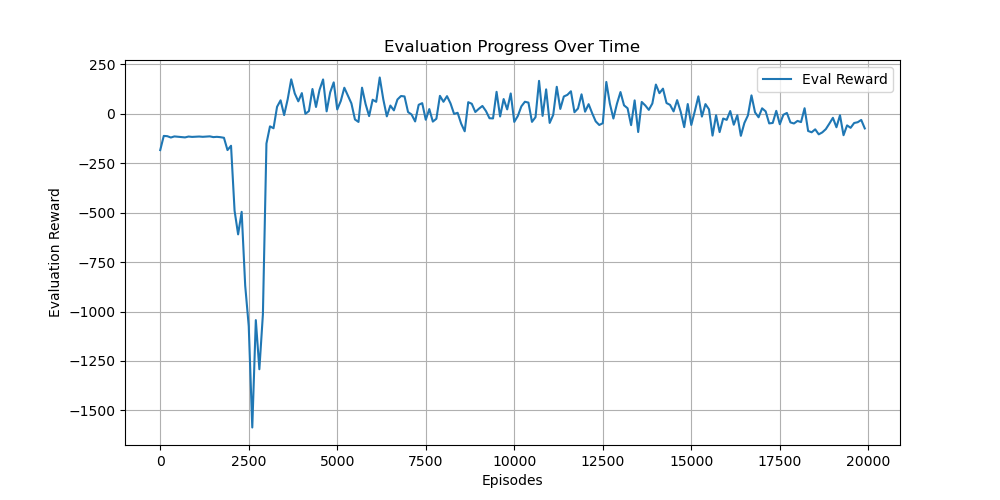 Evaluation Progress Over Time
Eval Reward
Evaluation Reward
250
0
−250
−500
−750
−1000
−1250
−1500
0 2500 5000 7500 10000 12500 15000 17500 20000
Episodes